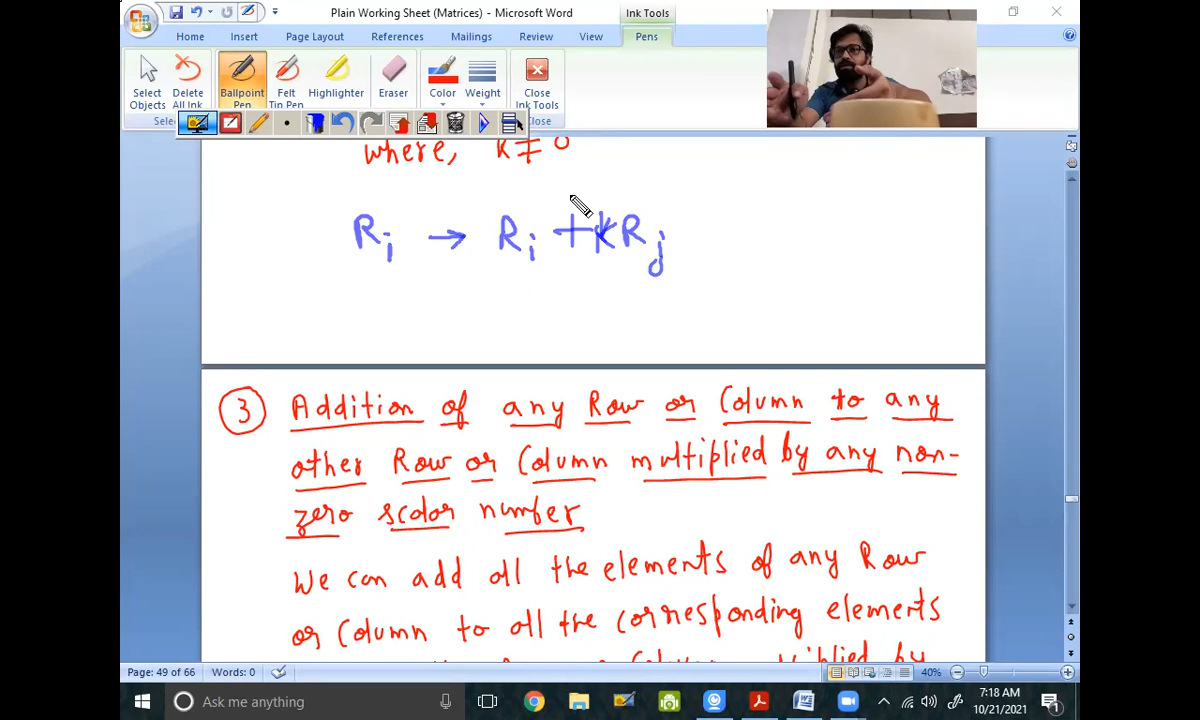 Plain Working Sheet (Matrices) - Microsoft Word
Ink Tools
Home Insert Page Layout References Mailings Review View Pens
Select Objects
Delete All Ink
Ballpoint Pen
Felt Tip Pen
Highlighter
Eraser
Color
Weight
Close Ink Tools
Close
where, k ≠ 0
Ri → Ri + kRj
3 Addition of any Row or Column to any
other Row or Column multiplied by any non-
zero scalar number
We can add all the elements of any Row
or Column to all the corresponding elements
Page: 49 of 66 Words: 0 40%
Ask me anything
7:18 AM
10/21/2021